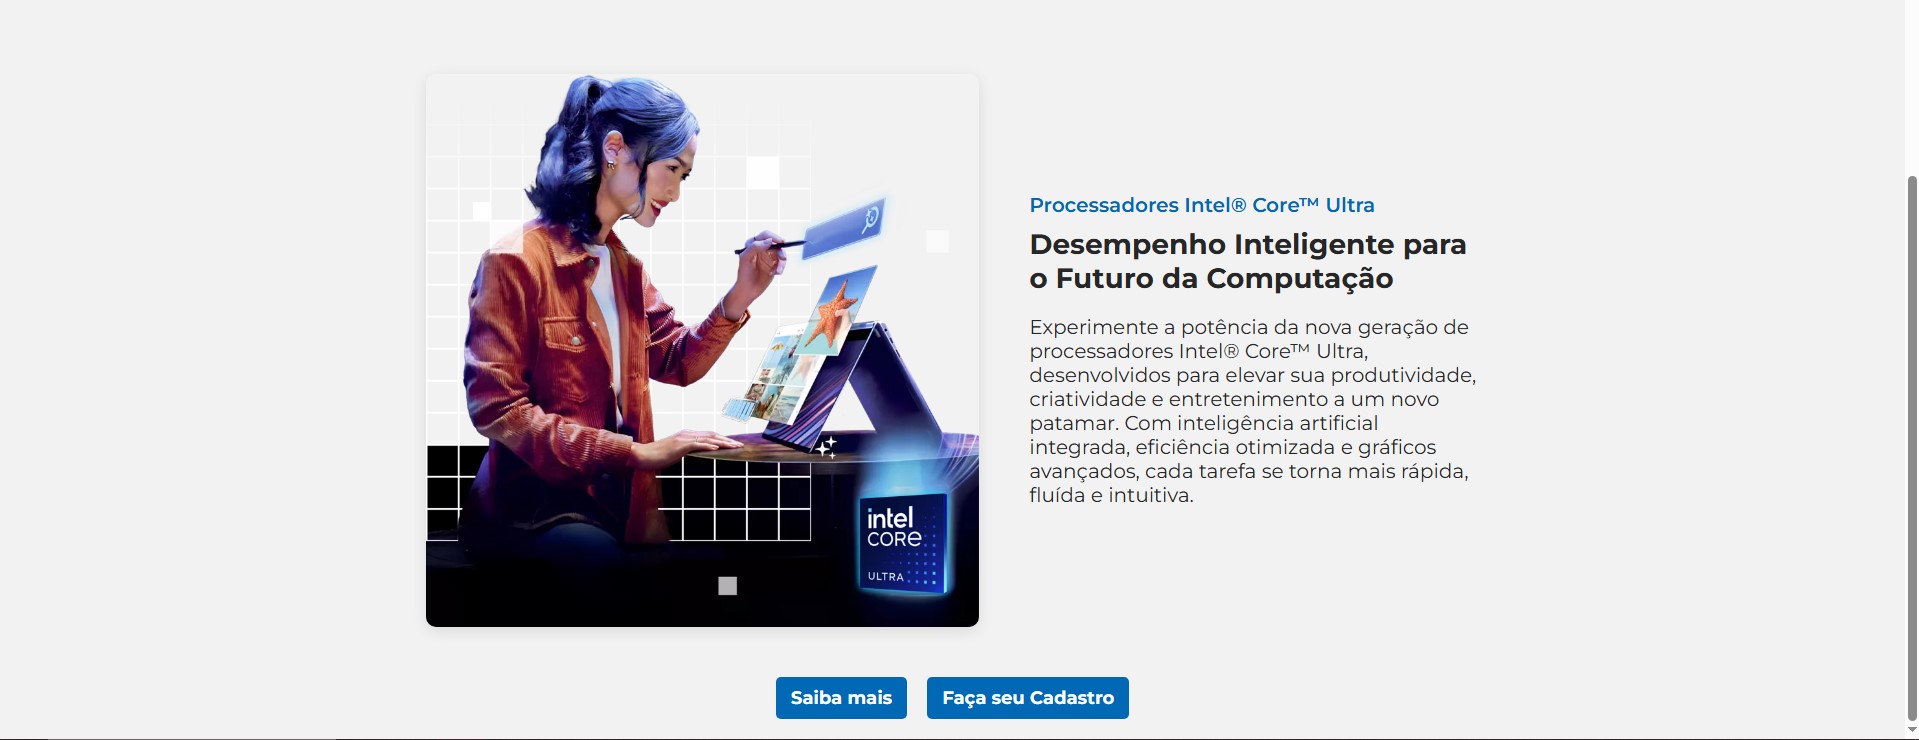 Processadores Intel® Core™ Ultra
Desempenho Inteligente para
o Futuro da Computação
Experimente a potência da nova geração de
processadores Intel® Core™ Ultra,
desenvolvidos para elevar sua produtividade,
criatividade e entretenimento a um novo
patamar. Com inteligência artificial
integrada, eficiência otimizada e gráficos
avançados, cada tarefa se torna mais rápida,
fluída e intuitiva.
intel
CORe
ULTRA
Saiba mais
Faça seu Cadastro